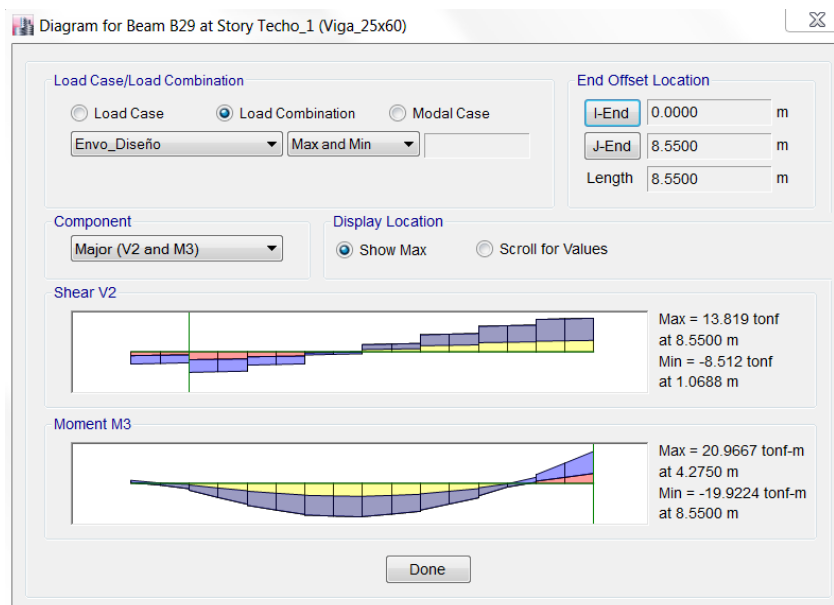 Diagram for Beam B29 at Story Techo_1 (Viga_25x60)
Load Case/Load Combination
Load Case Load Combination Modal Case
Envo_Diseño Max and Min
End Offset Location
I-End 0.0000 m
J-End 8.5500 m
Length 8.5500 m
Component
Major (V2 and M3)
Display Location
Show Max Scroll for Values
Shear V2
Max = 13.819 tonf
at 8.5500 m
Min = -8.512 tonf
at 1.0688 m
Moment M3
Max = 20.9667 tonf-m
at 4.2750 m
Min = -19.9224 tonf-m
at 8.5500 m
Done